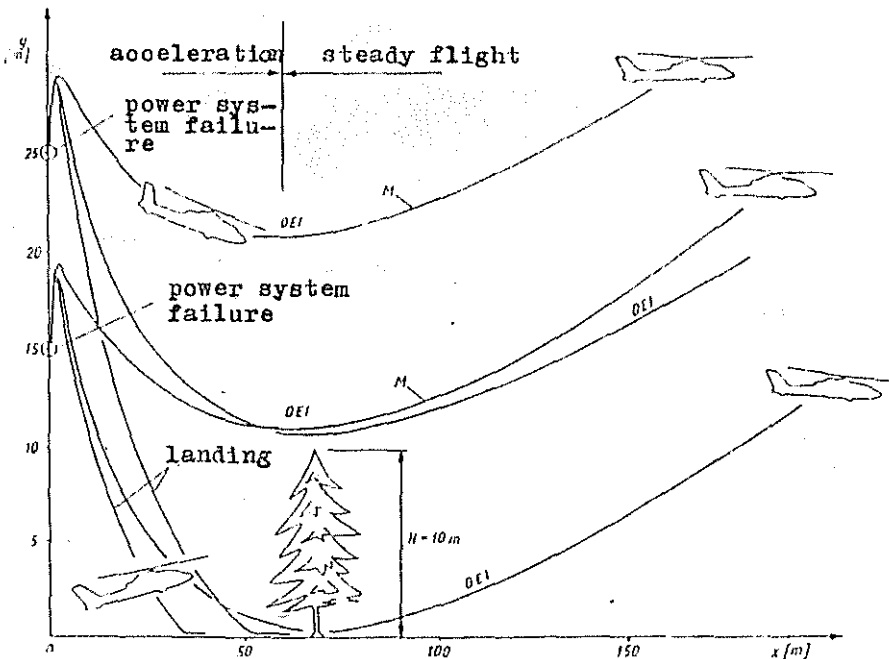 y
[m]
acceleration steady flight
power sys-
tem failu-
re
25
M
OEI
20
power system
failure
OEI
15
M
OEI
10
landing
H = 10 m
5
OEI
0 50 100 150 x [m]